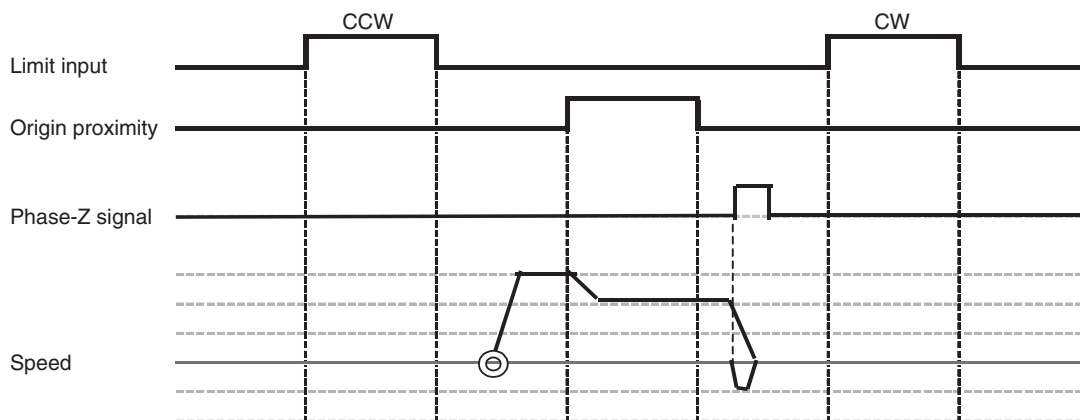 CCW
CW
Limit input
Origin proximity
Phase-Z signal
Speed